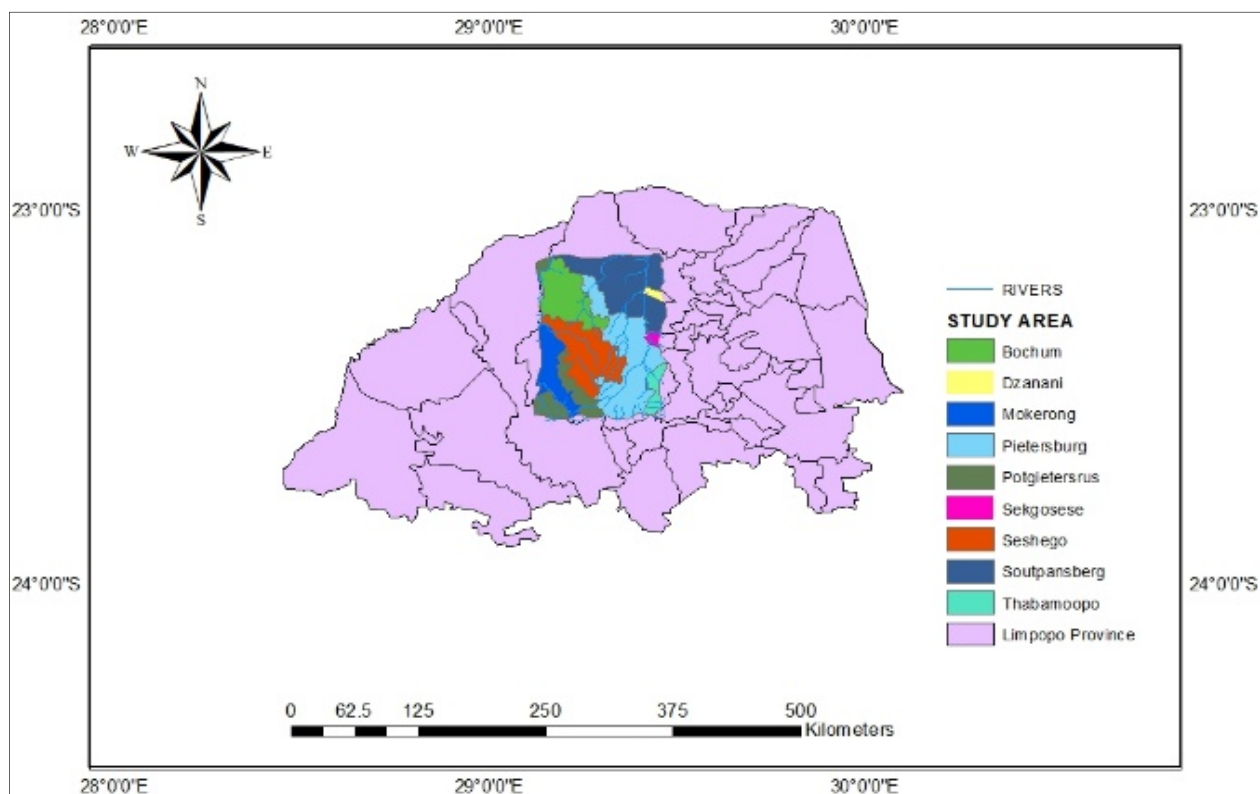 28°0'0"E 29°0'0"E 30°0'0"E
N
W E
S
23°0'0"S 23°0'0"S
RIVERS
STUDY AREA
Bochum
Dzanani
Mokerong
Pietersburg
Potgietersrus
Sekgosese
Seshego
Soutpansberg
Thabamoopo
Limpopo Province
24°0'0"S 24°0'0"S
0 62.5 125 250 375 500
Kilometers
28°0'0"E 29°0'0"E 30°0'0"E